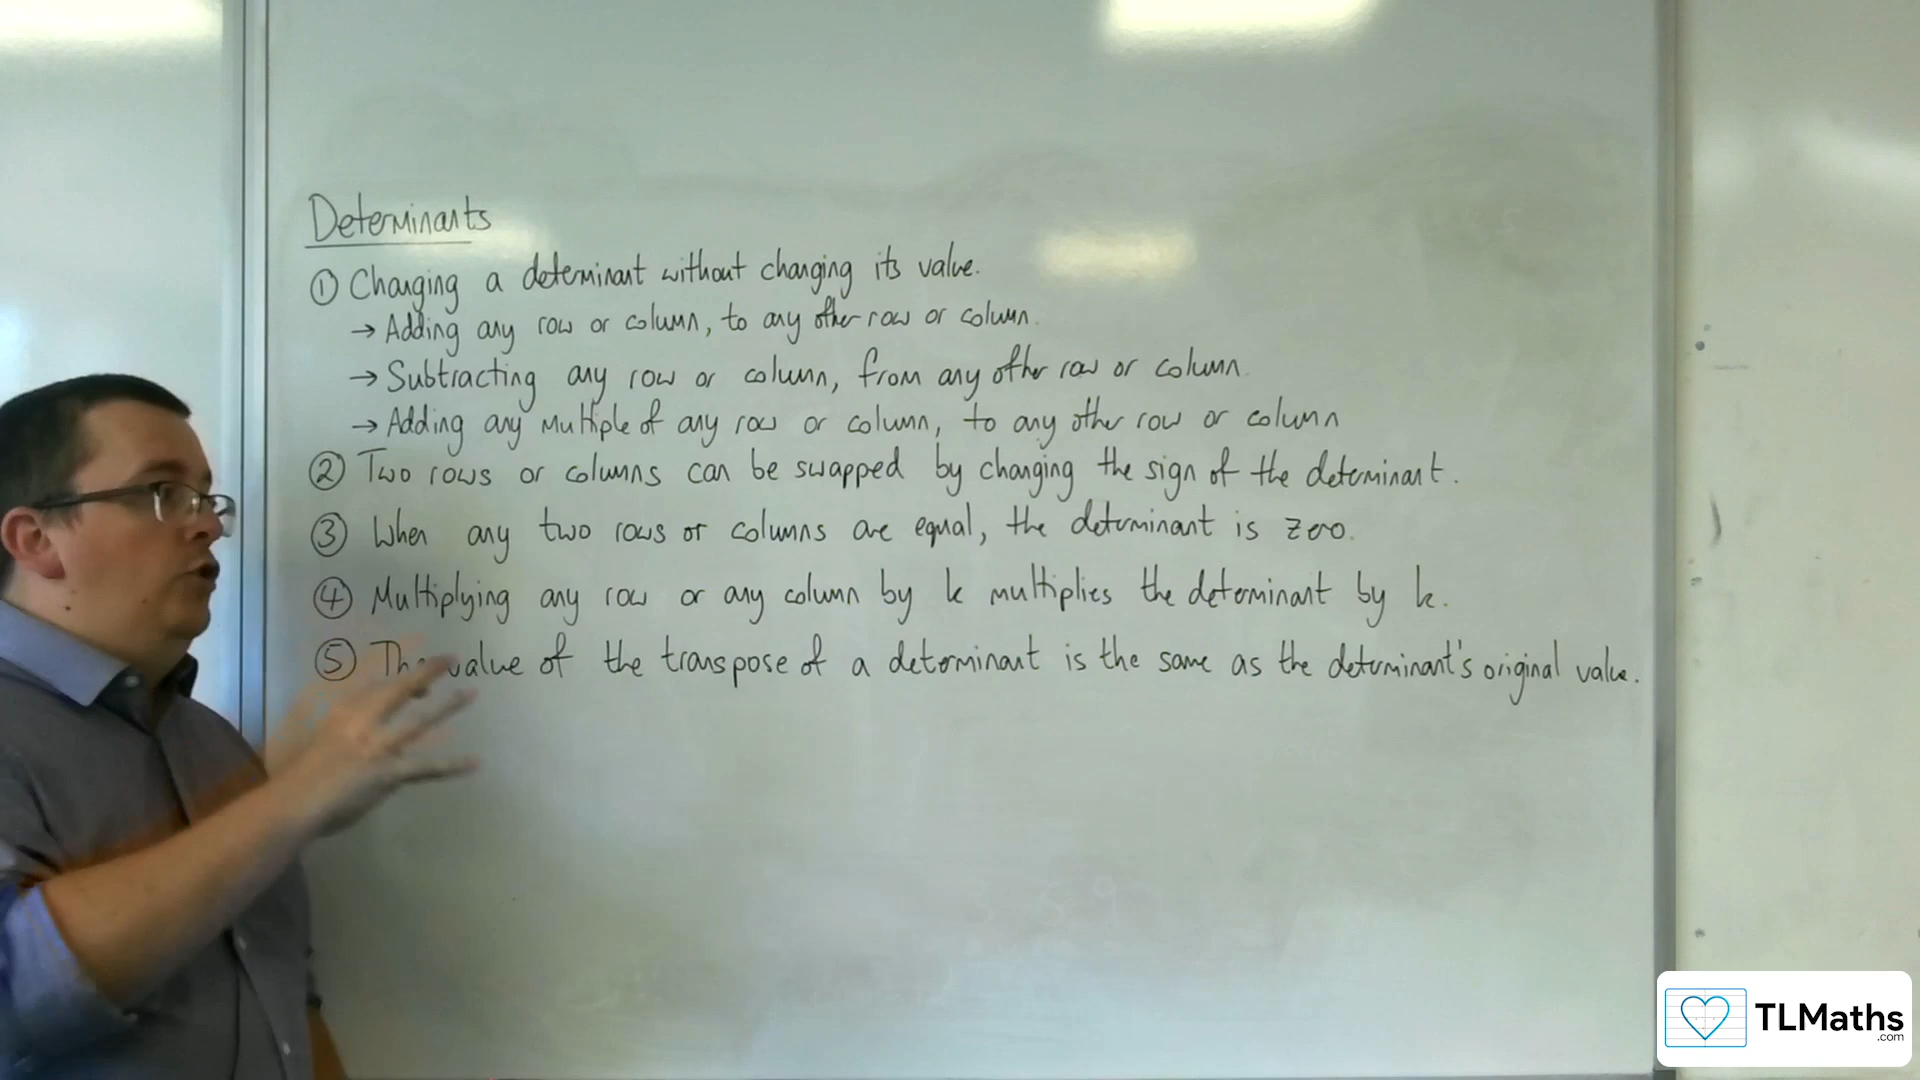 Determinants
① Changing a determinant without changing its value.
→ Adding any row or column, to any other row or column.
→ Subtracting any row or column, from any other row or column.
→ Adding any multiple of any row or column, to any other row or column
② Two rows or columns can be swapped by changing the sign of the determinant.
③ When any two rows or columns are equal, the determinant is zero.
④ Multiplying any row or any column by k multiplies the determinant by k.
⑤ The value of the transpose of a determinant is the same as the determinant's original value.
TLMaths
.com